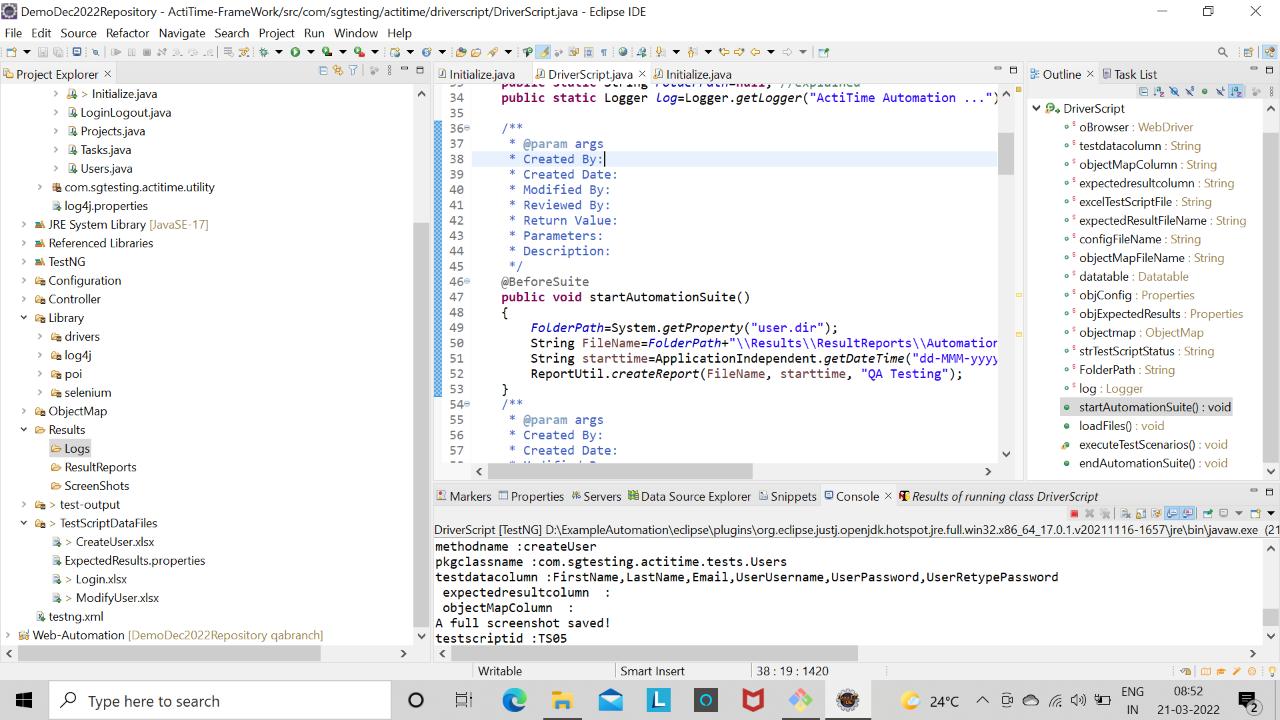 DemoDec2022Repository - ActiTime-FrameWork/src/com/sgtesting/actitime/driverscript/DriverScript.java - Eclipse IDE
File Edit Source Refactor Navigate Search Project Run Window Help
Project Explorer
> Initialize.java
LoginLogout.java
Projects.java
Tasks.java
Users.java
com.sgtesting.actitime.utility
log4j.properties
JRE System Library [JavaSE-17]
Referenced Libraries
TestNG
Configuration
Controller
Library
drivers
log4j
poi
selenium
ObjectMap
Results
Logs
ResultReports
ScreenShots
> test-output
> TestScriptDataFiles
> CreateUser.xlsx
ExpectedResults.properties
> Login.xlsx
> ModifyUser.xlsx
testng.xml
Web-Automation [DemoDec2022Repository qabranch]
Initialize.java DriverScript.java Initialize.java
33 public static String FolderPath=null; //explained
34 public static Logger log=Logger.getLogger("ActiTime Automation ...")
35
36 /**
37 * @param args
38 * Created By:
39 * Created Date:
40 * Modified By:
41 * Reviewed By:
42 * Return Value:
43 * Parameters:
44 * Description:
45 */
46 @BeforeSuite
47 public void startAutomationSuite()
48 {
49 FolderPath=System.getProperty("user.dir");
50 String FileName=FolderPath+"\\Results\\ResultReports\\Automation
51 String starttime=ApplicationIndependent.getDateTime("dd-MMM-yyyy
52 ReportUtil.createReport(FileName, starttime, "QA Testing");
53 }
54 /**
55 * @param args
56 * Created By:
57 * Created Date:
Outline Task List
DriverScript
oBrowser : WebDriver
testdatacolumn : String
objectMapColumn : String
expectedresultcolumn : String
excelTestScriptFile : String
expectedResultFileName : String
configFileName : String
objectMapFileName : String
datatable : Datatable
objConfig : Properties
objExpectedResults : Properties
objectmap : ObjectMap
strTestScriptStatus : String
FolderPath : String
log : Logger
startAutomationSuite() : void
loadFiles() : void
executeTestScenarios() : void
endAutomationSuite() : void
Markers Properties Servers Data Source Explorer Snippets Console Results of running class DriverScript
DriverScript [TestNG] D:\ExampleAutomation\eclipse\plugins\org.eclipse.justj.openjdk.hotspot.jre.full.win32.x86_64_17.0.1.v20211116-1657\jre\bin\javaw.exe (21
methodname :createUser
pkgclassname :com.sgtesting.actitime.tests.Users
testdatacolumn :FirstName,LastName,Email,UserUsername,UserPassword,UserRetypePassword
expectedresultcolumn :
objectMapColumn :
A full screenshot saved!
testscriptid :TS05
Writable Smart Insert 38 : 19 : 1420
Type here to search
24°C
ENG
IN
08:52
21-03-2022
2